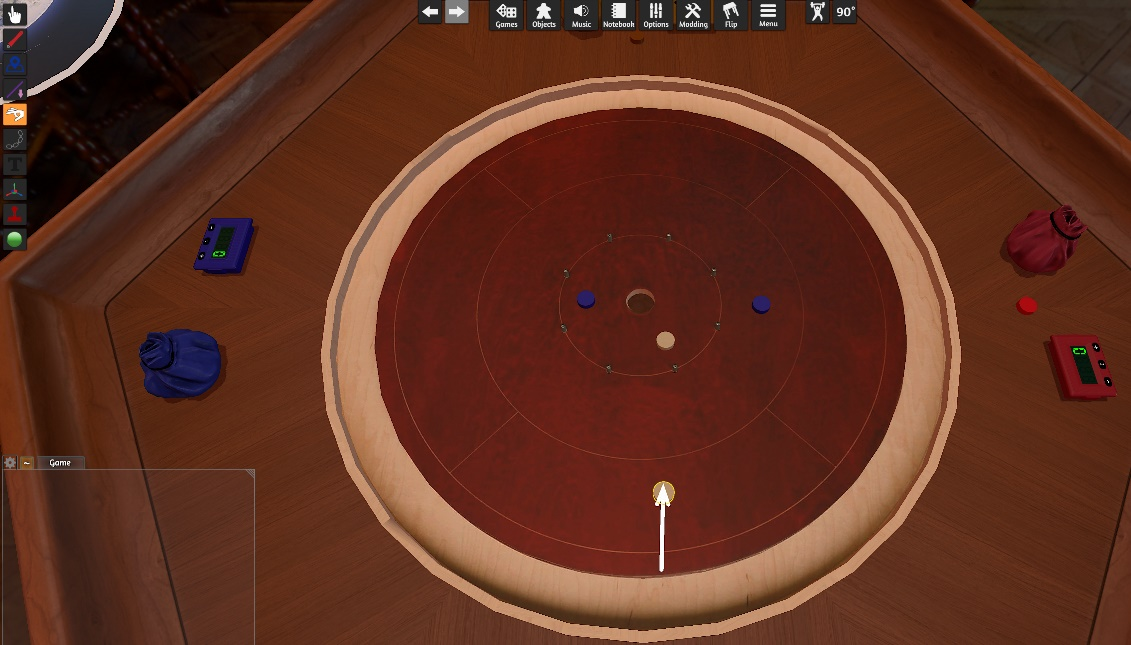 Games Objects Music Notebook Options Modding Flip Menu 90°
T
~ Game